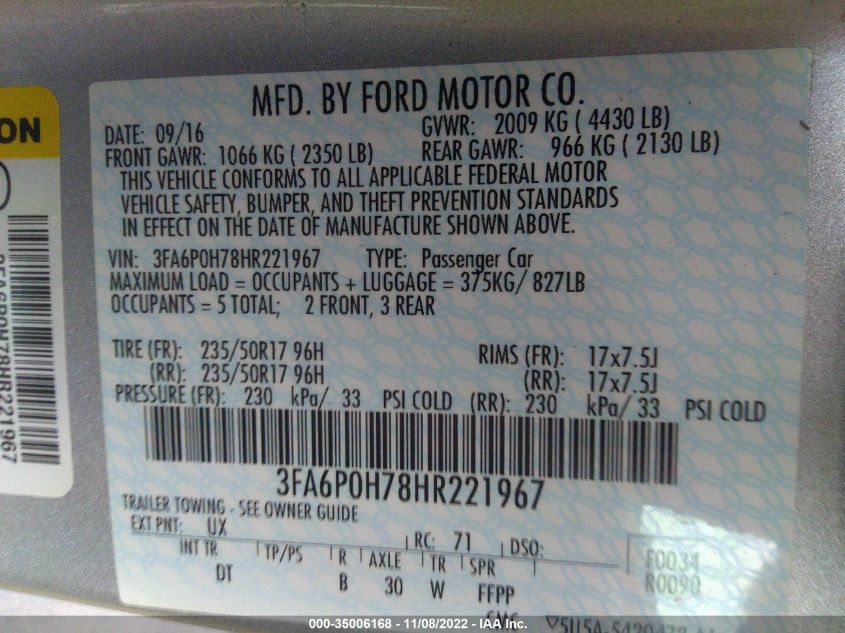 ON
3FA6P0H78HR221967
MFD. BY FORD MOTOR CO.
DATE: 09/16 GVWR: 2009 KG ( 4430 LB)
FRONT GAWR: 1066 KG ( 2350 LB) REAR GAWR: 966 KG ( 2130 LB)
THIS VEHICLE CONFORMS TO ALL APPLICABLE FEDERAL MOTOR
VEHICLE SAFETY, BUMPER, AND THEFT PREVENTION STANDARDS
IN EFFECT ON THE DATE OF MANUFACTURE SHOWN ABOVE.
VIN: 3FA6P0H78HR221967 TYPE: Passenger Car
MAXIMUM LOAD = OCCUPANTS + LUGGAGE = 375KG/ 827LB
OCCUPANTS = 5 TOTAL; 2 FRONT, 3 REAR
TIRE (FR): 235/50R17 96H RIMS (FR): 17x7.5J
(RR): 235/50R17 96H (RR): 17x7.5J
PRESSURE (FR): 230 kPa/ 33 PSI COLD (RR): 230 kPa/ 33 PSI COLD
3FA6P0H78HR221967
TRAILER TOWING - SEE OWNER GUIDE
EXT PNT: UX RC: 71 DSO:
INT TR TP/PS R AXLE TR SPR
DT B 30 W FFPP
F0034
R0090
000-35006168 - 11/08/2022 - IAA Inc.